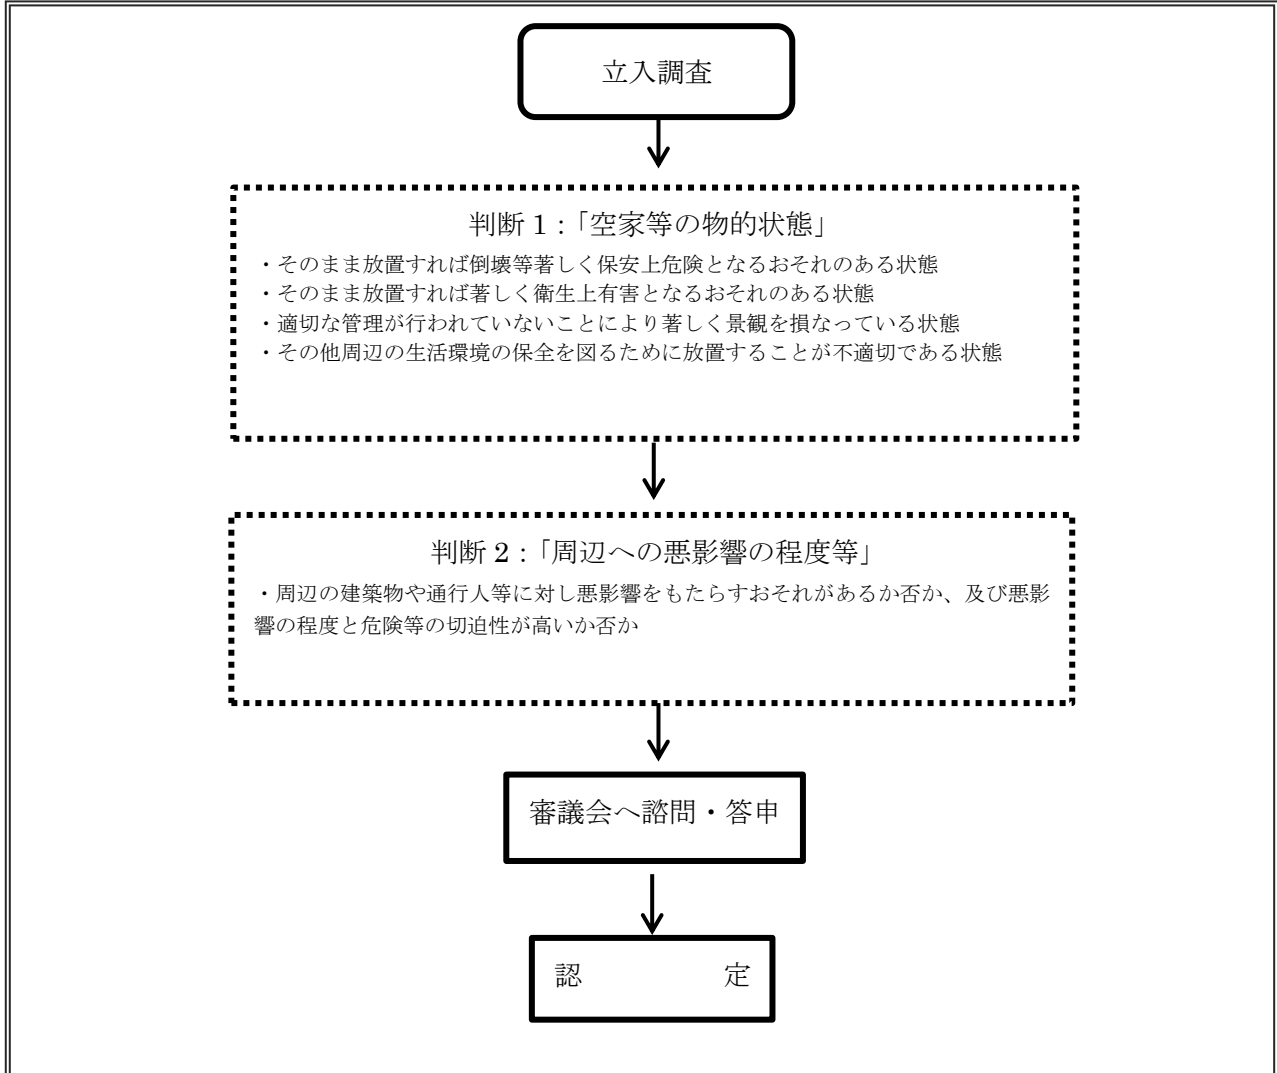 立入調査
判断 1：「空家等の物的状態」
・そのまま放置すれば倒壊等著しく保安上危険となるおそれのある状態
・そのまま放置すれば著しく衛生上有害となるおそれのある状態
・適切な管理が行われていないことにより著しく景観を損なっている状態
・その他周辺の生活環境の保全を図るために放置することが不適切である状態
判断 2：「周辺への悪影響の程度等」
・周辺の建築物や通行人等に対し悪影響をもたらすおそれがあるか否か、及び悪影
響の程度と危険等の切迫性が高いか否か
審議会へ諮問・答申
認　　　　　定